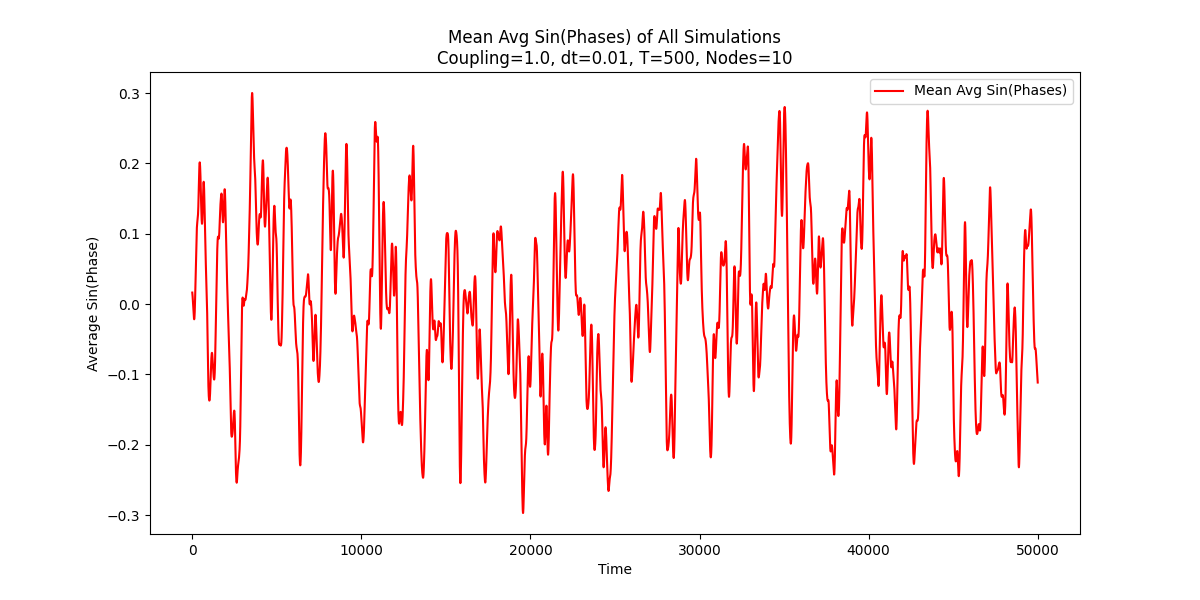 Mean Avg Sin(Phases) of All Simulations
Coupling=1.0, dt=0.01, T=500, Nodes=10
Mean Avg Sin(Phases)
Average Sin(Phase)
0.3
0.2
0.1
0.0
−0.1
−0.2
−0.3
0 10000 20000 30000 40000 50000
Time